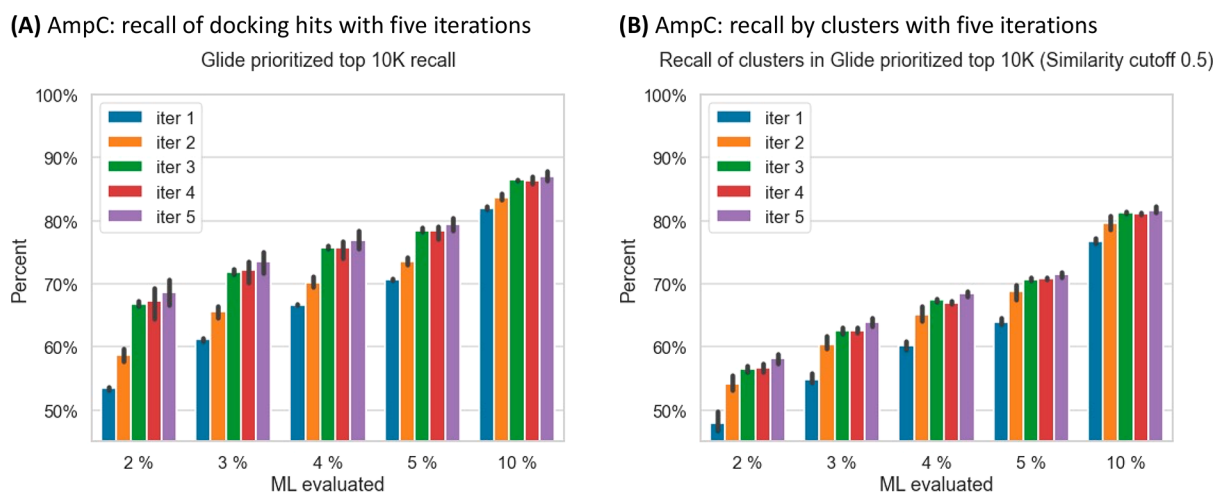 (A) AmpC: recall of docking hits with five iterations
Glide prioritized top 10K recall
100%
90%
80%
70%
60%
50%
Percent
iter 1
iter 2
iter 3
iter 4
iter 5
2 %
3 %
4 %
5 %
10 %
ML evaluated
(B) AmpC: recall by clusters with five iterations
Recall of clusters in Glide prioritized top 10K (Similarity cutoff 0.5)
100%
90%
80%
70%
60%
50%
Percent
iter 1
iter 2
iter 3
iter 4
iter 5
2 %
3 %
4 %
5 %
10 %
ML evaluated